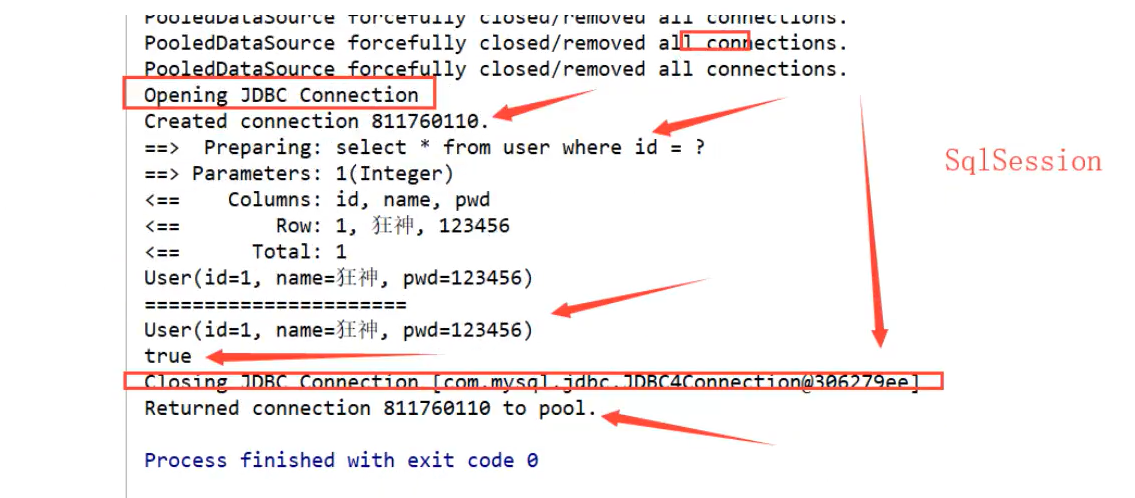 PooledDataSource forcefully closed/removed all connections.
PooledDataSource forcefully closed/removed all connections.
PooledDataSource forcefully closed/removed all connections.
Opening JDBC Connection
Created connection 811760110.
==>  Preparing: select * from user where id = ?
==> Parameters: 1(Integer)
<==    Columns: id, name, pwd
<==        Row: 1, 狂神, 123456
<==      Total: 1
User(id=1, name=狂神, pwd=123456)
======================
User(id=1, name=狂神, pwd=123456)
true
Closing JDBC Connection [com.mysql.jdbc.JDBC4Connection@306279ee]
Returned connection 811760110 to pool.
Process finished with exit code 0
SqlSession